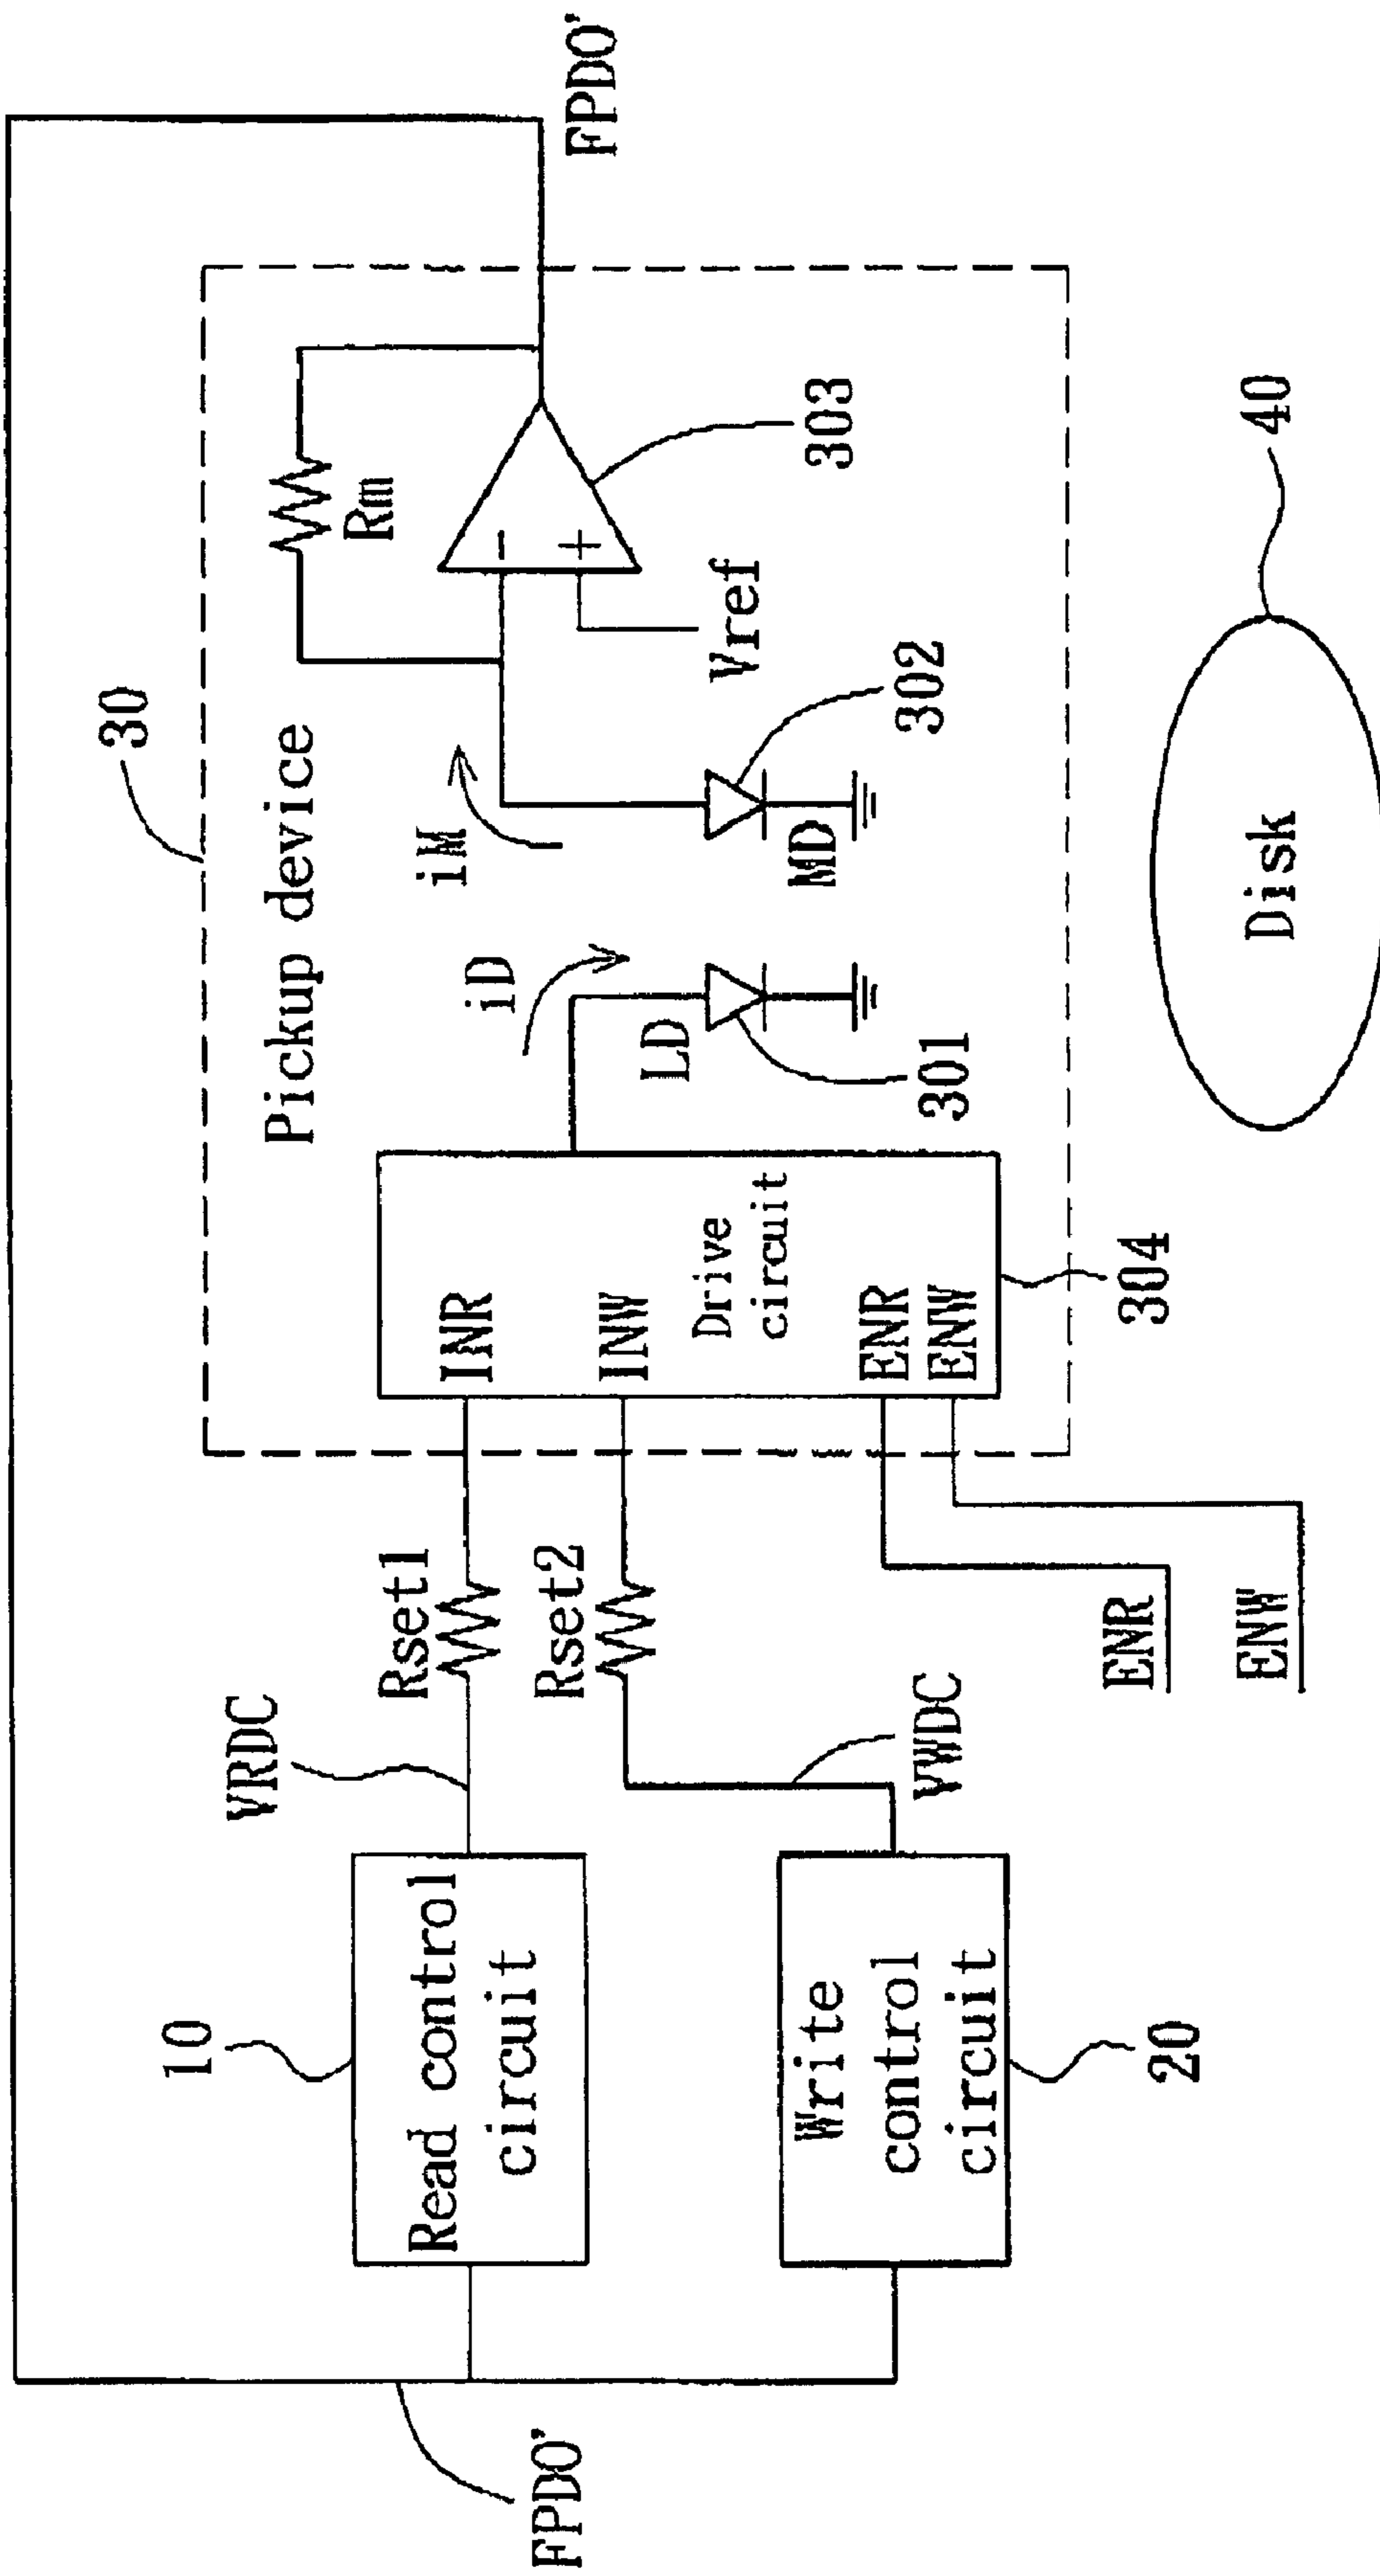 FPDO'
10
Read control
circuit
VRDC
Rset1
Write
control
circuit
20
VWDC
Rset2
ENR
ENW
30
Pickup device
INR
INW
Drive
circuit
ENR
ENW
304
iD
LD
301
iM
MD
302
Rm
-
+
Vref
303
FPDO'
Disk
40